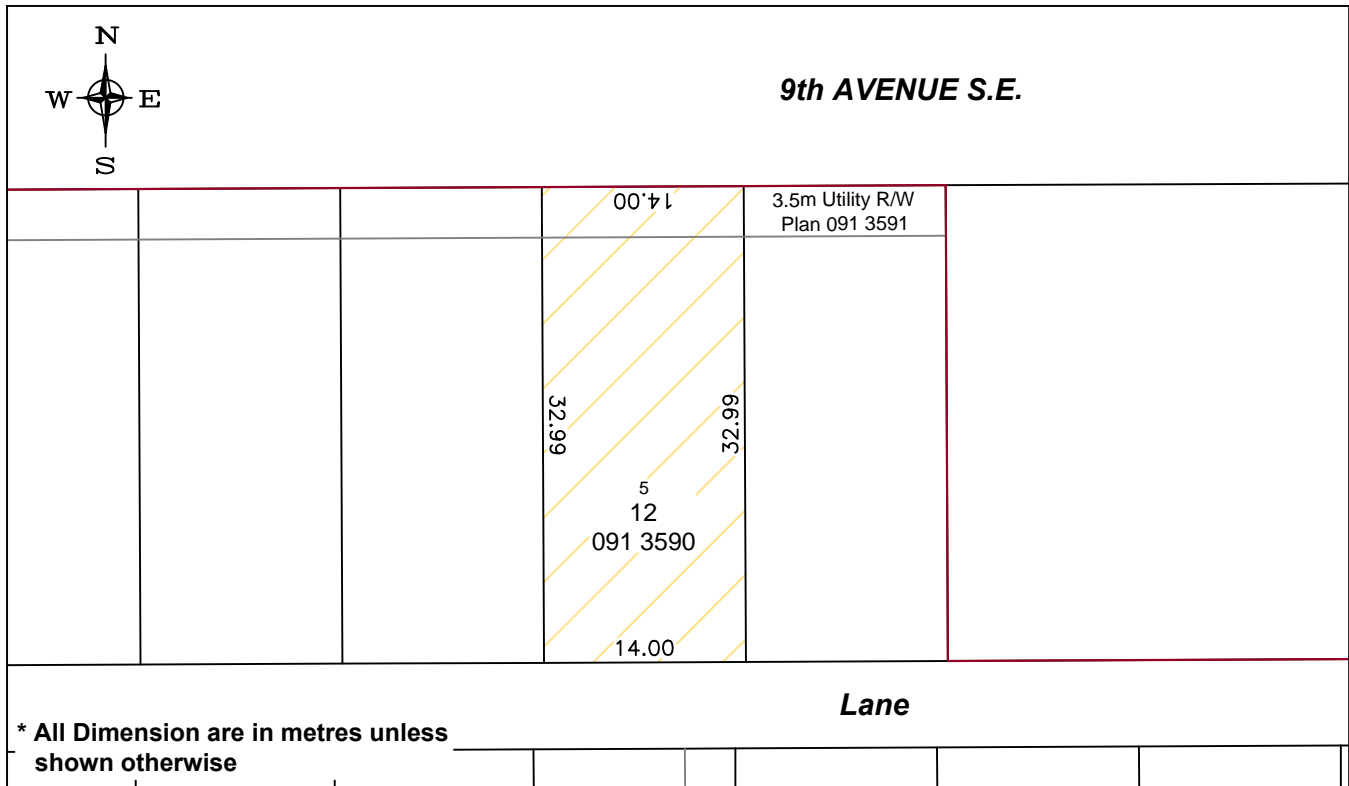 N
W E
S
9th AVENUE S.E.
14.00
3.5m Utility R/W
Plan 091 3591
32.99
32.99
5
12
091 3590
14.00
Lane
* All Dimension are in metres unless
shown otherwise